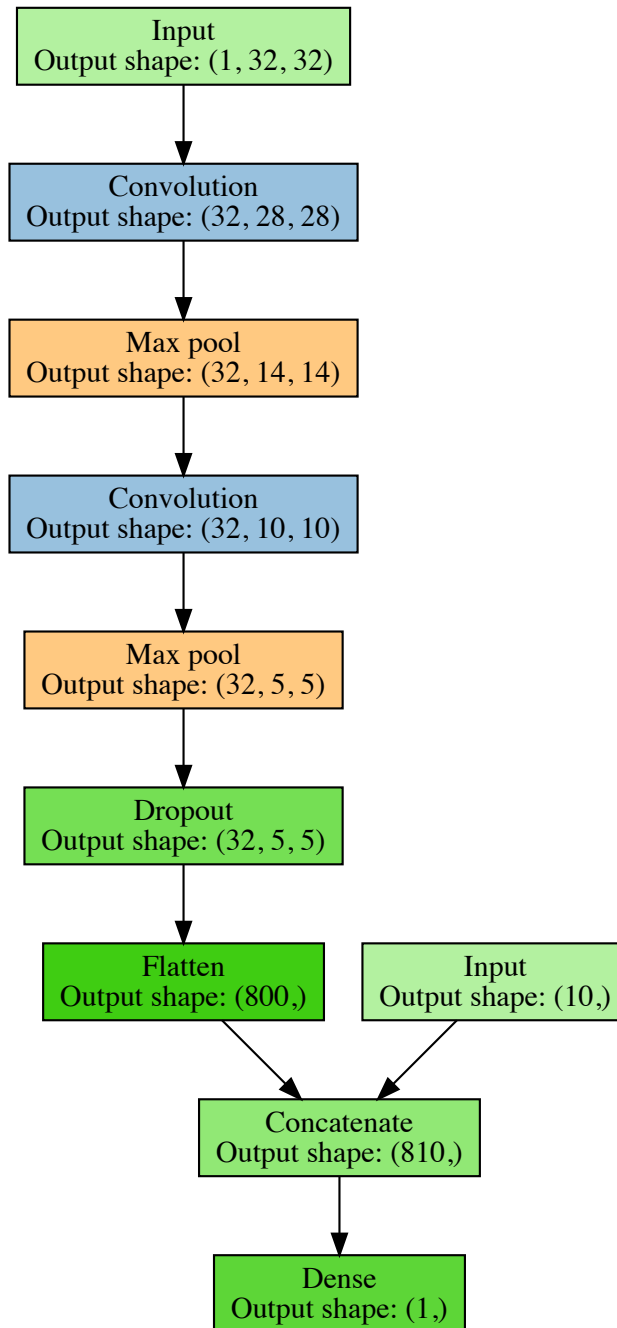 Input
Output shape: (1, 32, 32)
Convolution
Output shape: (32, 28, 28)
Max pool
Output shape: (32, 14, 14)
Convolution
Output shape: (32, 10, 10)
Max pool
Output shape: (32, 5, 5)
Dropout
Output shape: (32, 5, 5)
Flatten
Output shape: (800,)
Input
Output shape: (10,)
Concatenate
Output shape: (810,)
Dense
Output shape: (1,)